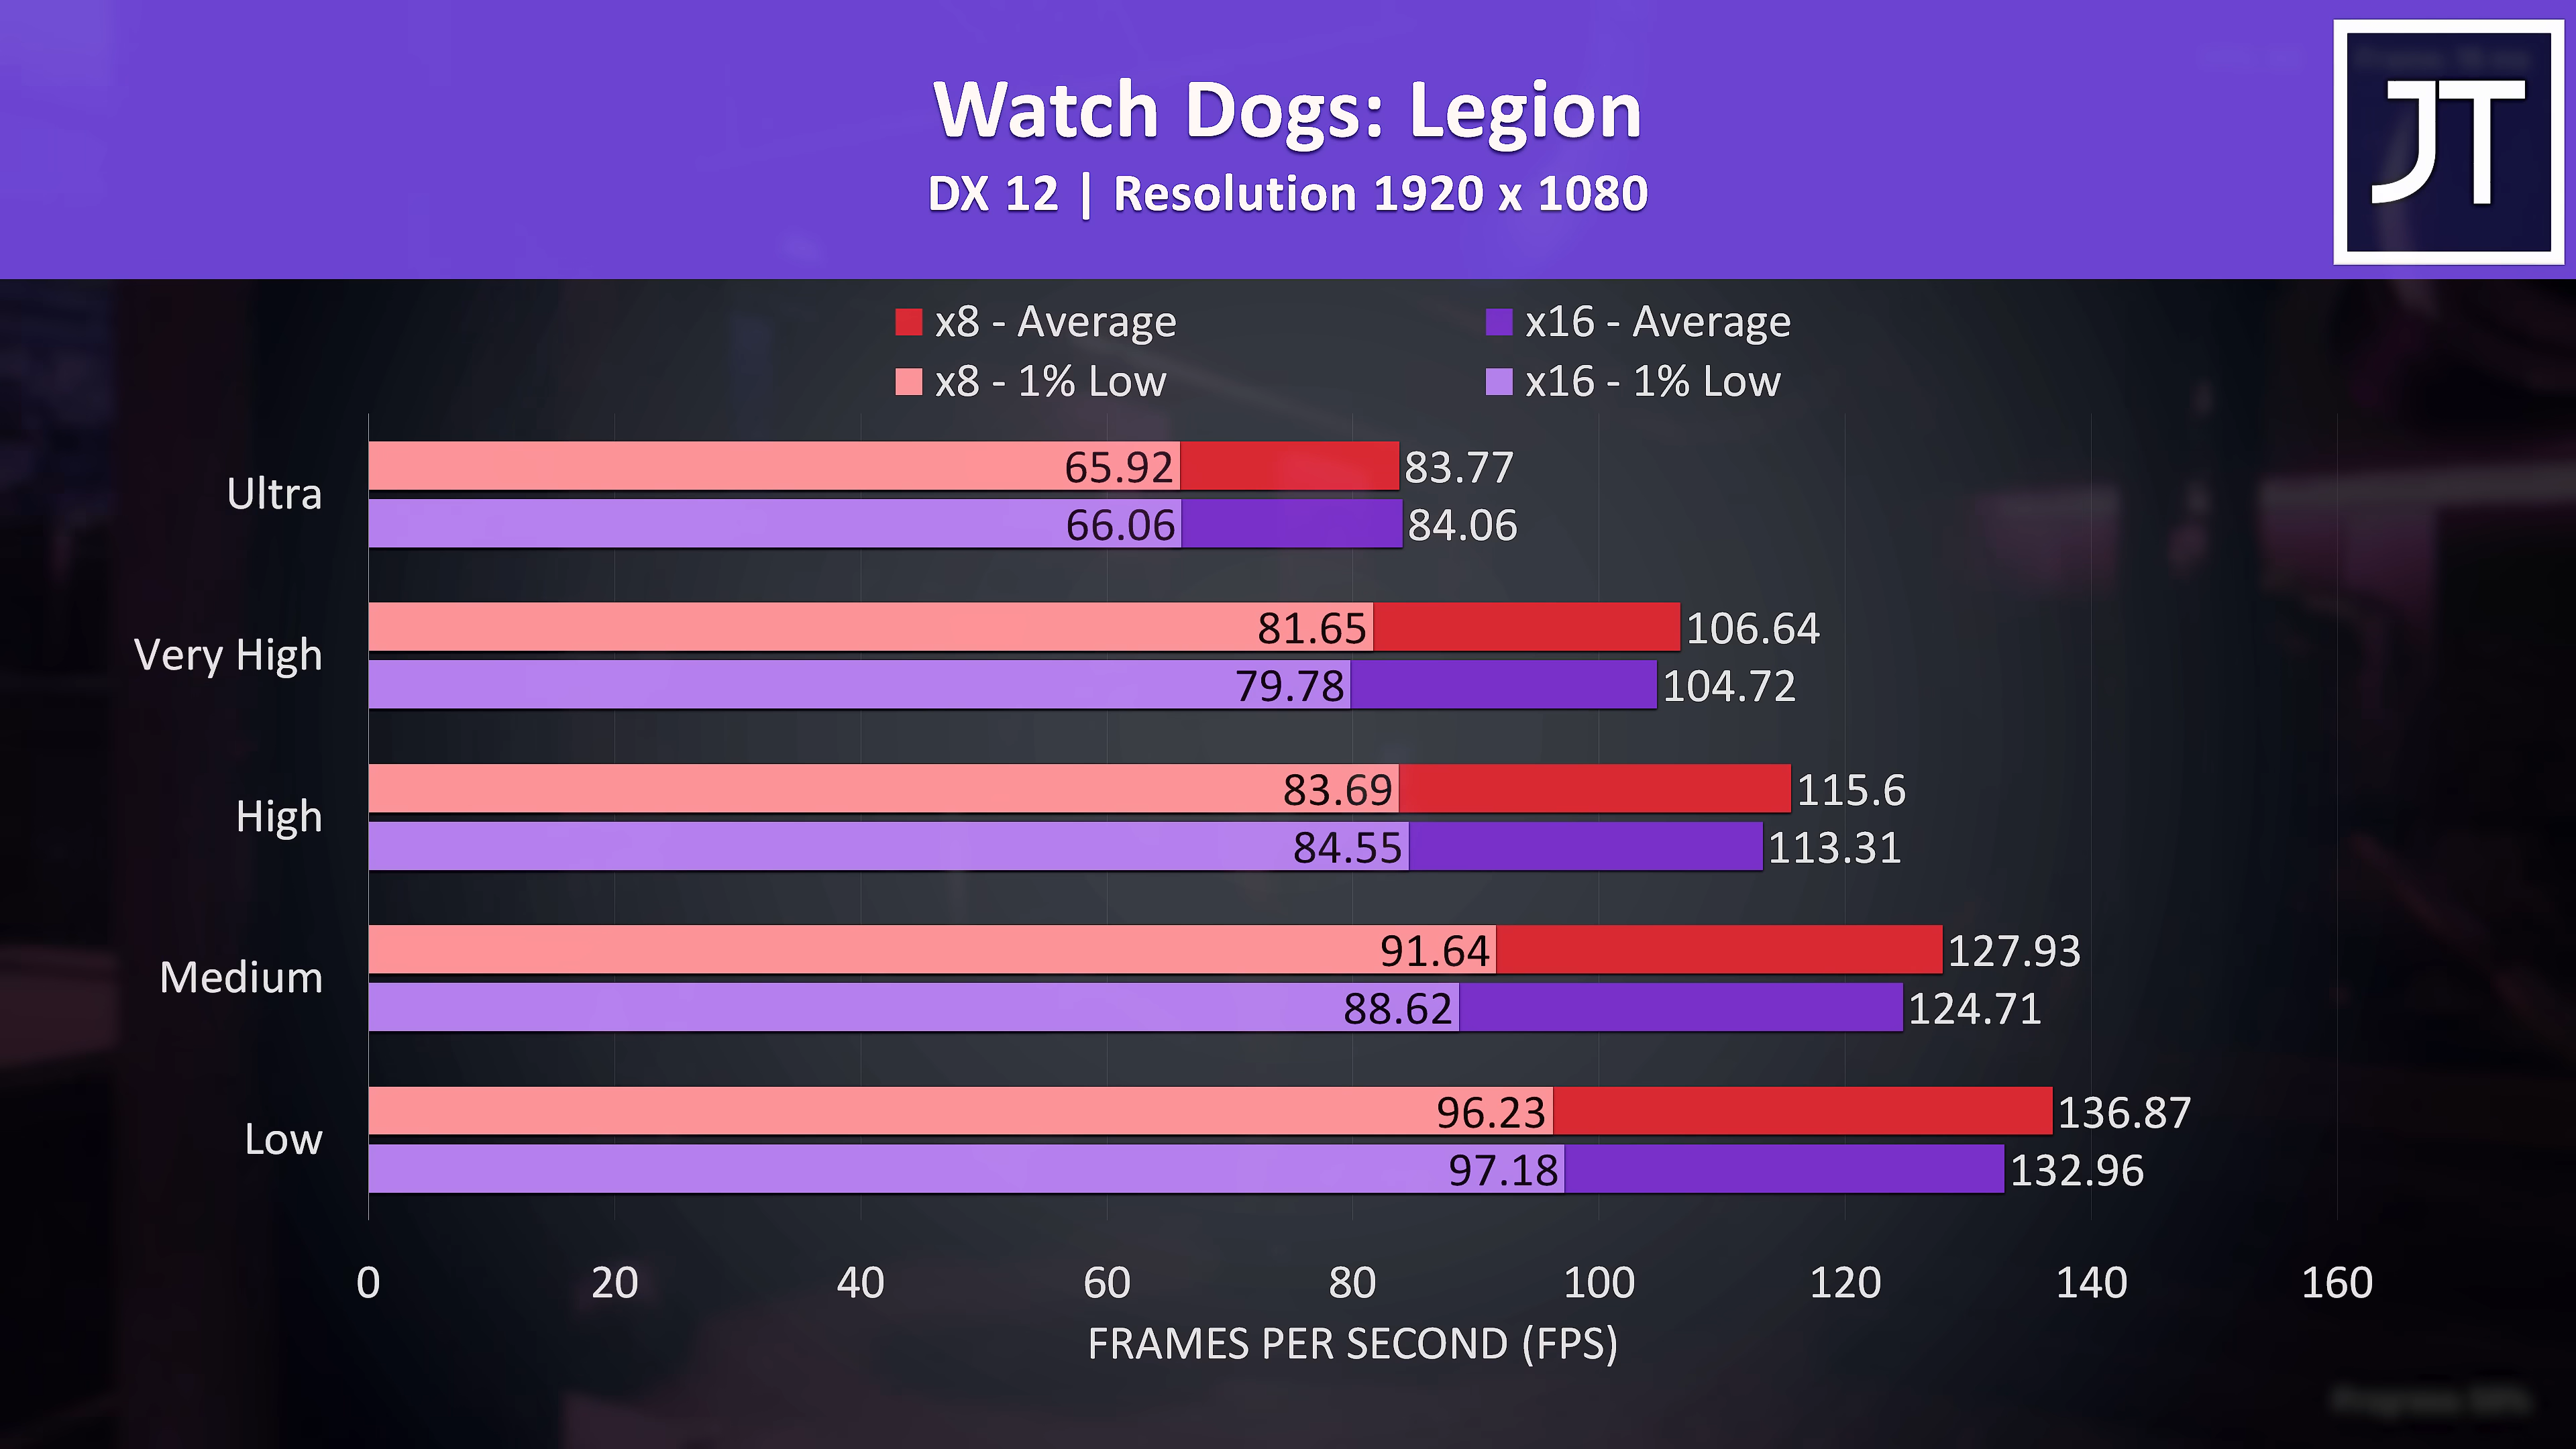 Watch Dogs: Legion
DX 12 | Resolution 1920 x 1080
JT
x8 - Average
x16 - Average
x8 - 1% Low
x16 - 1% Low
Ultra
65.92
83.77
66.06
84.06
Very High
81.65
106.64
79.78
104.72
High
83.69
115.6
84.55
113.31
Medium
91.64
127.93
88.62
124.71
Low
96.23
136.87
97.18
132.96
0 20 40 60 80 100 120 140 160
FRAMES PER SECOND (FPS)